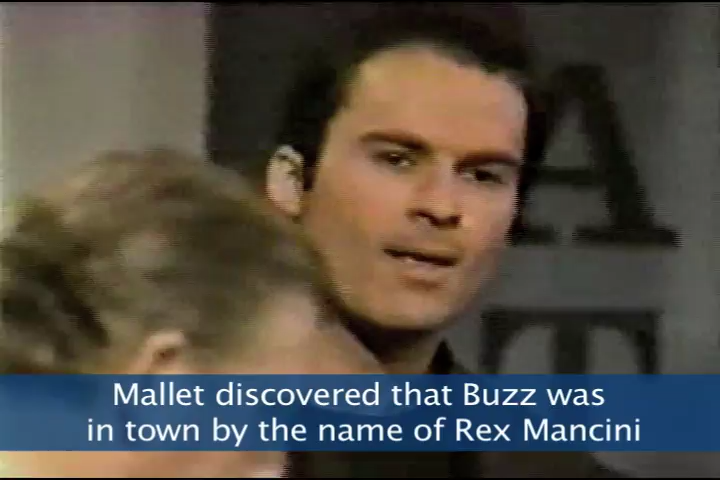 A
T
Mallet discovered that Buzz was
in town by the name of Rex Mancini